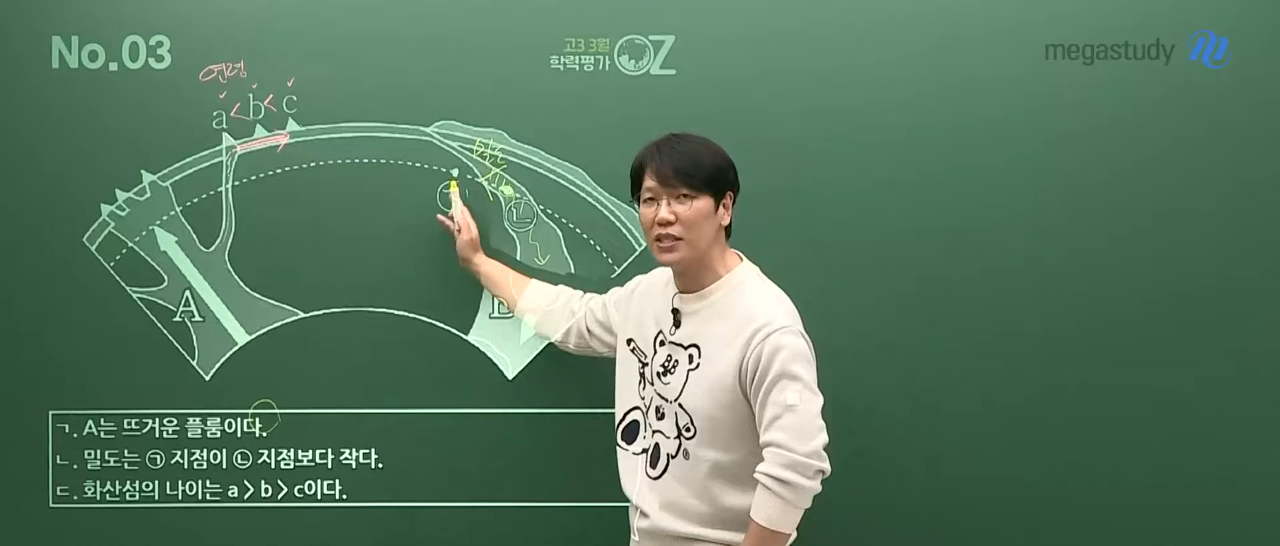 No.03
고3 3월
학력평가 OZ
megastudy
연령
a < b < c
밀도
㉠
㉡
A
B
ㄱ. A는 뜨거운 플룸이다.
ㄴ. 밀도는 ㉠ 지점이 ㉡ 지점보다 작다.
ㄷ. 화산섬의 나이는 a > b > c이다.